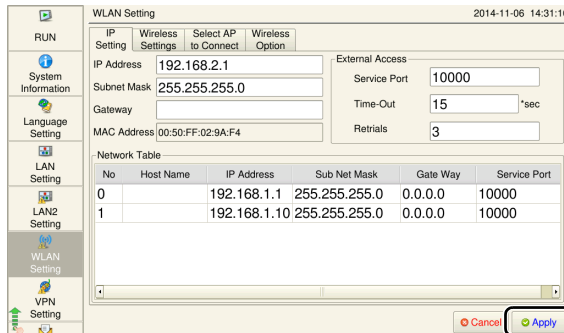 WLAN Setting 2014-11-06 14:31:1
RUN
System
Information
Language
Setting
LAN
Setting
LAN2
Setting
WLAN
Setting
VPN
Setting
IP
Setting
Wireless
Settings
Select AP
to Connect
Wireless
Option
IP Address 192.168.2.1
Subnet Mask 255.255.255.0
Gateway
MAC Address 00:50:FF:02:9A:F4
External Access
Service Port 10000
Time-Out 15 *sec
Retrials 3
Network Table
No Host Name IP Address Sub Net Mask Gate Way Service Port
0 192.168.1.1 255.255.255.0 0.0.0.0 10000
1 192.168.1.10 255.255.255.0 0.0.0.0 10000
Cancel Apply